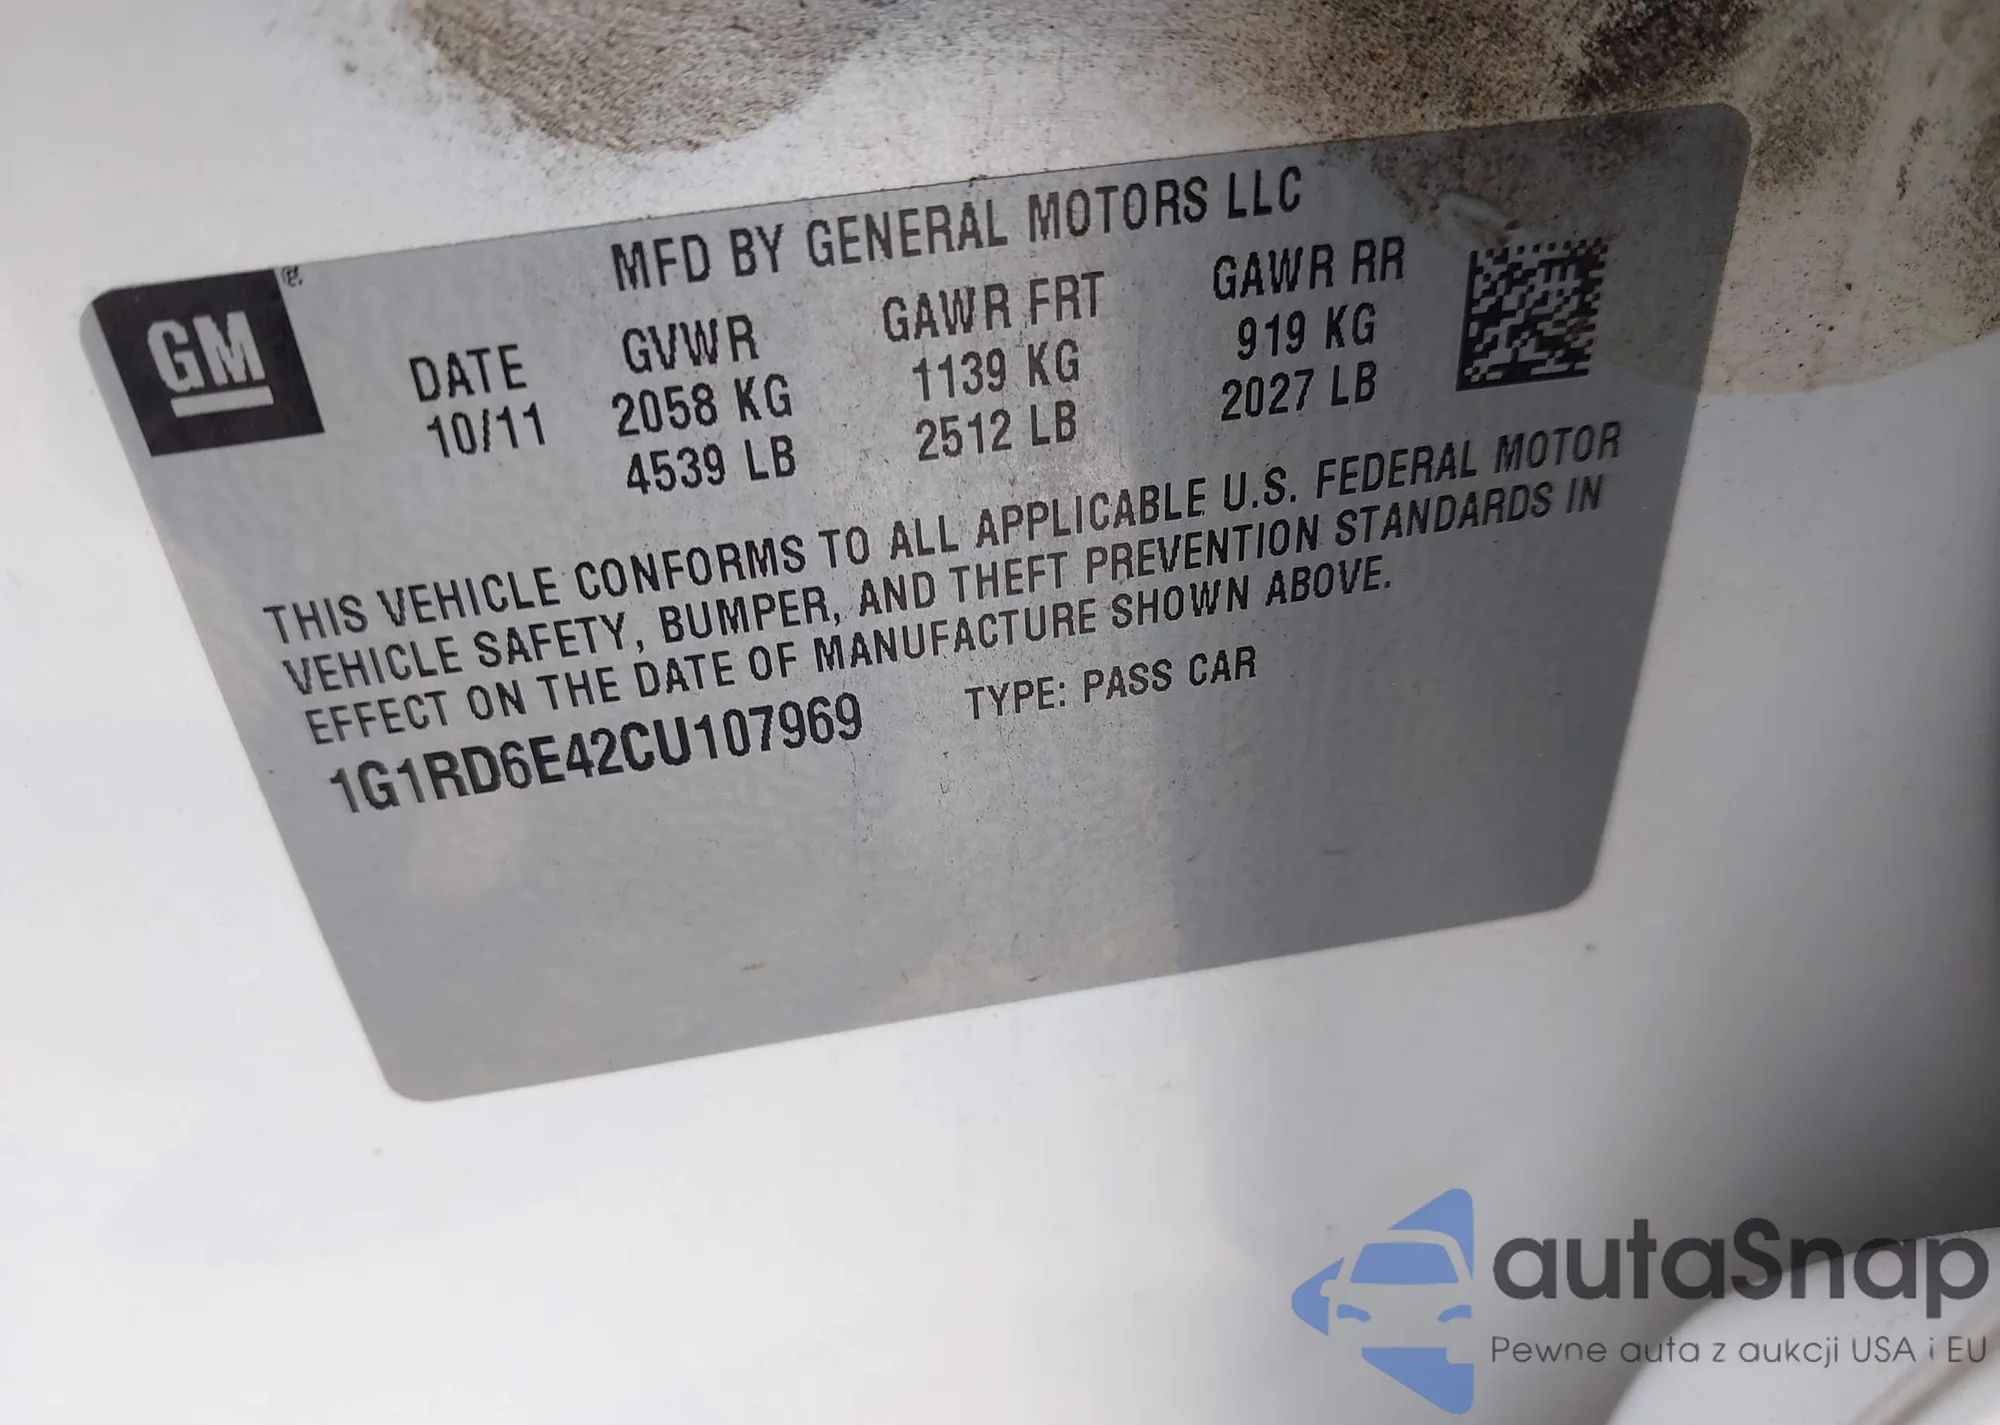 MFD BY GENERAL MOTORS LLC
GM
DATE GVWR GAWR FRT GAWR RR
10/11 2058 KG 1139 KG 919 KG
4539 LB 2512 LB 2027 LB
THIS VEHICLE CONFORMS TO ALL APPLICABLE U.S. FEDERAL MOTOR
VEHICLE SAFETY, BUMPER, AND THEFT PREVENTION STANDARDS IN
EFFECT ON THE DATE OF MANUFACTURE SHOWN ABOVE.
1G1RD6E42CU107969 TYPE: PASS CAR
autaSnap
Pewne auta z aukcji USA i EU